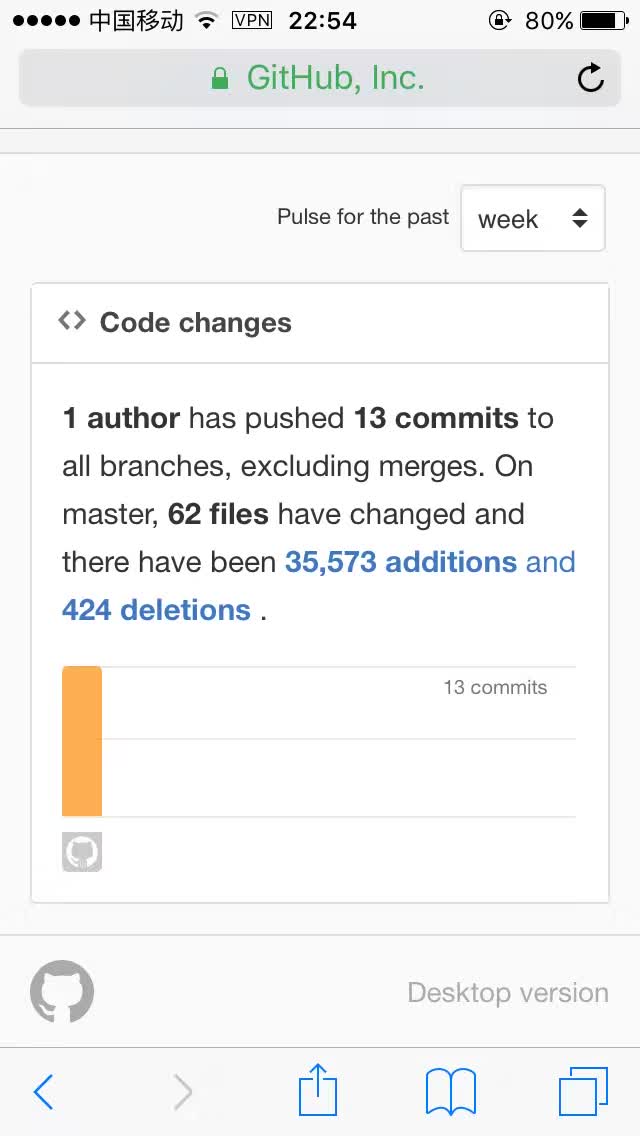 中国移动 VPN 22:54 80%
GitHub, Inc.
Pulse for the past week
Code changes
1 author has pushed 13 commits to
all branches, excluding merges. On
master, 62 files have changed and
there have been 35,573 additions and
424 deletions .
13 commits
Desktop version